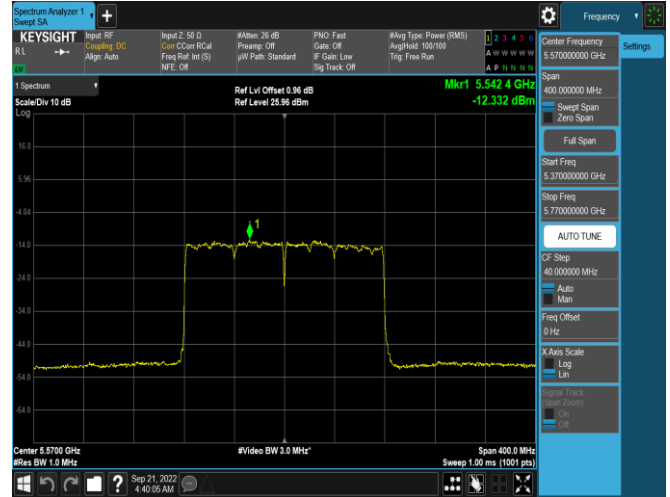 Spectrum Analyzer 1
Swept SA
+
Frequency
KEYSIGHT
RL
LXI
Input: RF
Coupling: DC
Align: Auto
Input Z: 50 Ω
Corr CCorr RCal
Freq Ref: Int (S)
NFE: Off
#Atten: 26 dB
Preamp: Off
µW Path: Standard
PNO: Fast
Gate: Off
IF Gain: Low
Sig Track: Off
#Avg Type: Power (RMS)
Avg|Hold: 100/100
Trig: Free Run
1 2 3 4 5 6
A W W W W W
A P N N N N
1 Spectrum
Scale/Div 10 dB
Log
Ref Lvl Offset 0.96 dB
Ref Level 25.96 dBm
Mkr1 5.542 4 GHz
-12.332 dBm
16.0
5.96
-4.04
-14.0
-24.0
-34.0
-44.0
-54.0
-64.0
1
Center 5.5700 GHz
#Res BW 1.0 MHz
#Video BW 3.0 MHz*
Span 400.0 MHz
Sweep 1.00 ms (1001 pts)
Center Frequency
5.570000000 GHz
Settings
Span
400.000000 MHz
Swept Span
Zero Span
Full Span
Start Freq
5.370000000 GHz
Stop Freq
5.770000000 GHz
AUTO TUNE
CF Step
40.000000 MHz
Auto
Man
Freq Offset
0 Hz
X Axis Scale
Log
Lin
Signal Track
(Span Zoom)
On
Off
?
Sep 21, 2022
4:40:05 AM